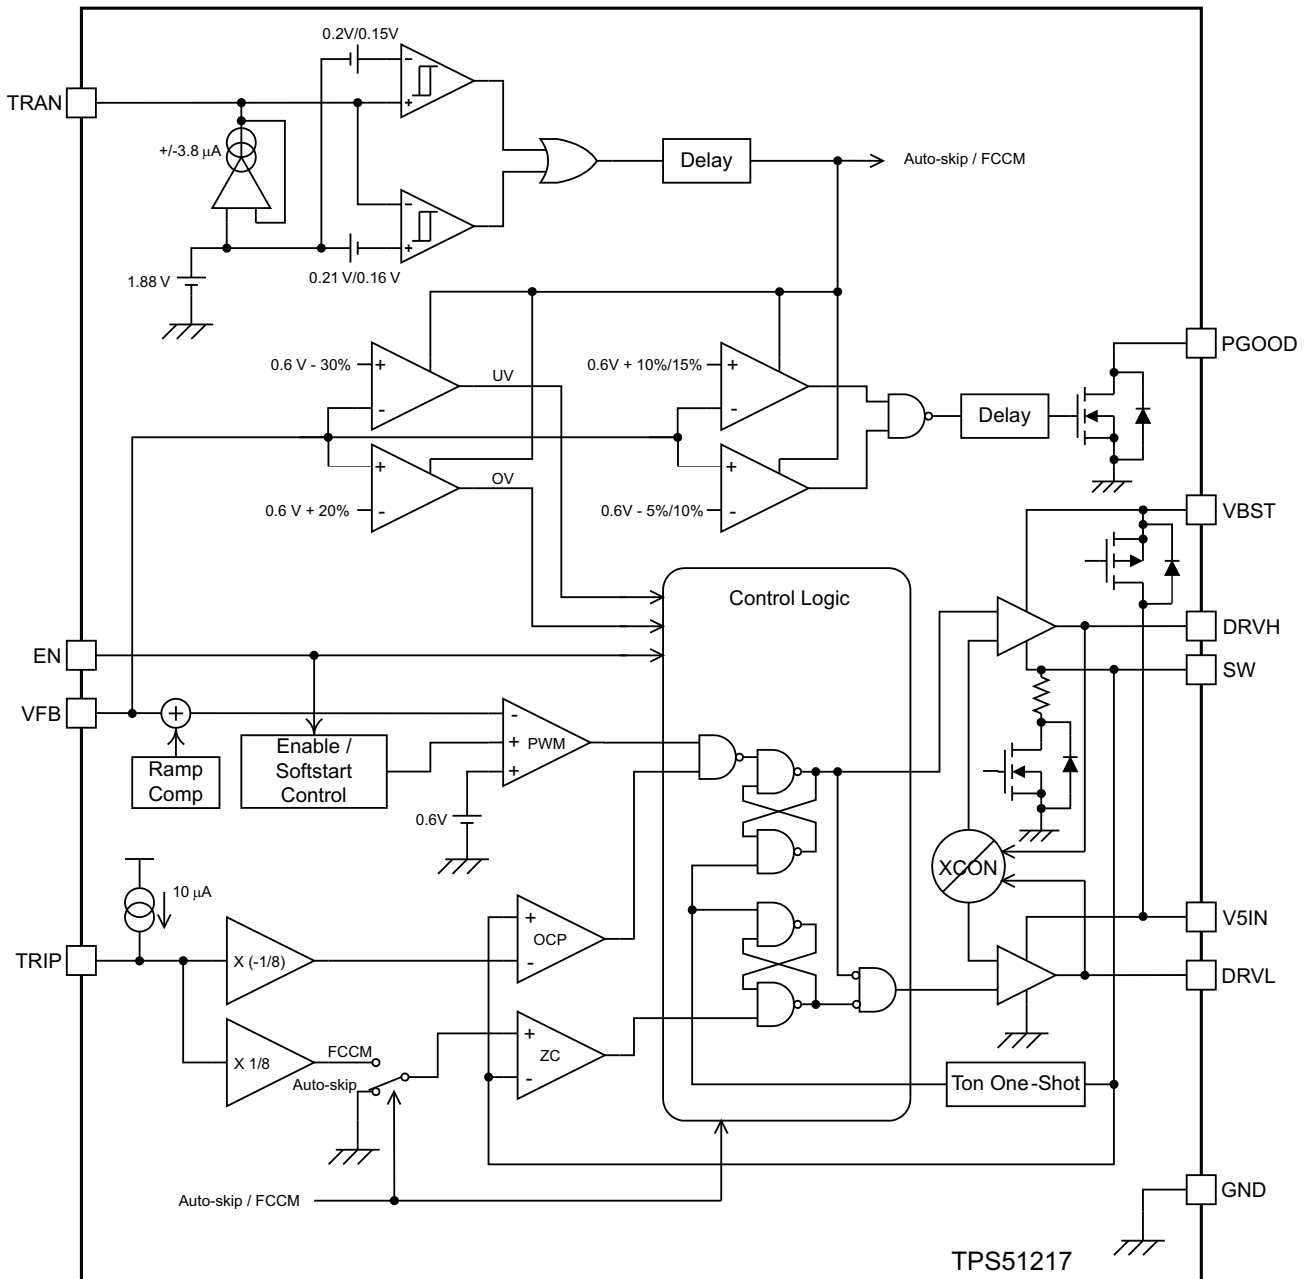 0.2V/0.15V
TRAN
+/-3.8 μA
Delay
Auto-skip / FCCM
1.88 V
0.21 V/0.16 V
PGOOD
0.6 V - 30%
UV
0.6V + 10%/15%
Delay
OV
0.6 V + 20%
0.6V - 5%/10%
VBST
Control Logic
DRVH
EN
SW
VFB
+
Ramp
Comp
Enable /
Softstart
Control
-
+
+
PWM
0.6V
XCON
10 μA
V5IN
TRIP
X (-1/8)
+
-
OCP
DRVL
X 1/8
FCCM
Auto-skip
+
-
ZC
Ton One-Shot
Auto-skip / FCCM
GND
TPS51217